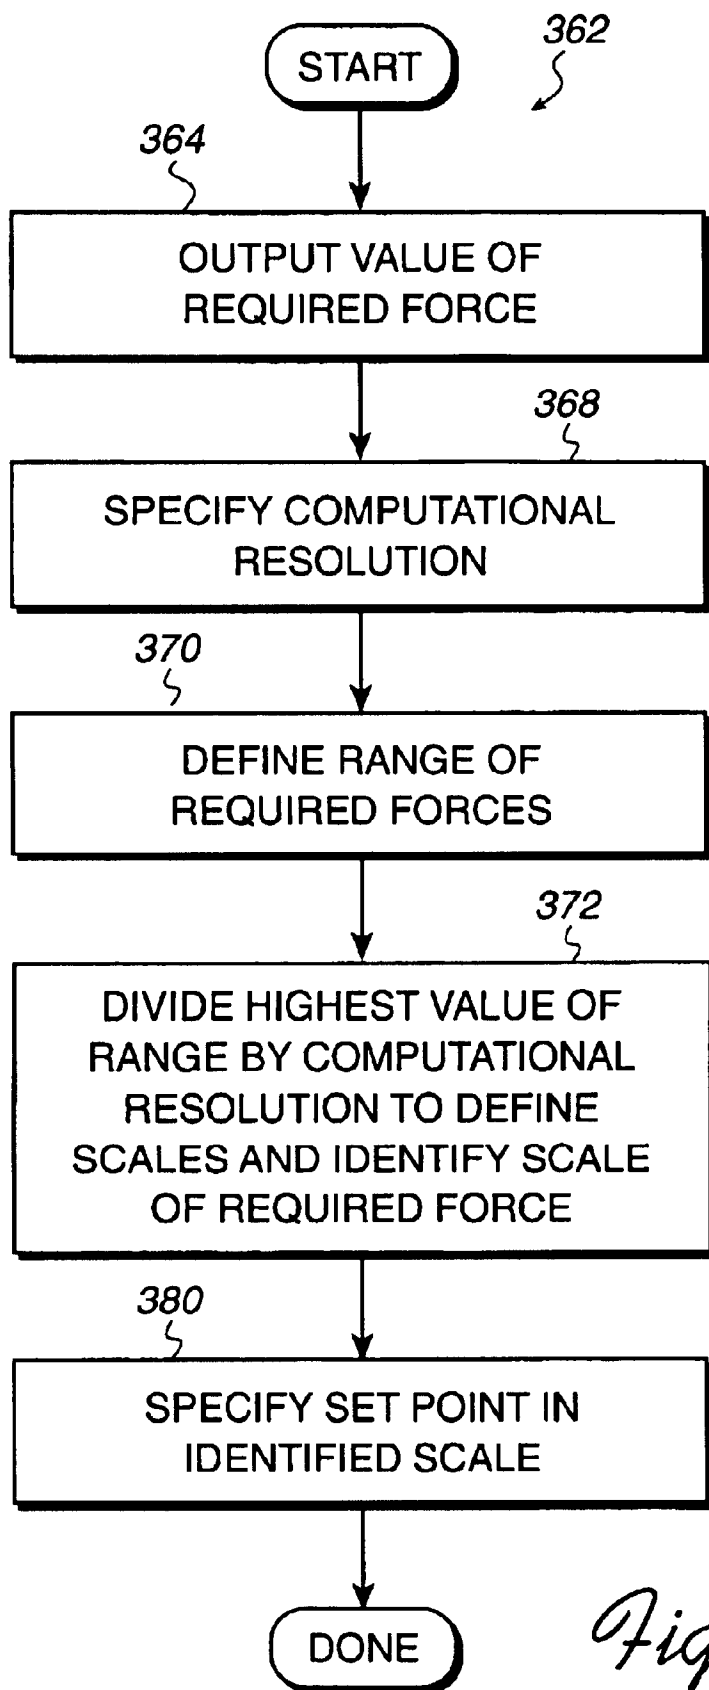 START
362
364
OUTPUT VALUE OF
REQUIRED FORCE
368
SPECIFY COMPUTATIONAL
RESOLUTION
370
DEFINE RANGE OF
REQUIRED FORCES
372
DIVIDE HIGHEST VALUE OF
RANGE BY COMPUTATIONAL
RESOLUTION TO DEFINE
SCALES AND IDENTIFY SCALE
OF REQUIRED FORCE
380
SPECIFY SET POINT IN
IDENTIFIED SCALE
DONE
Fig